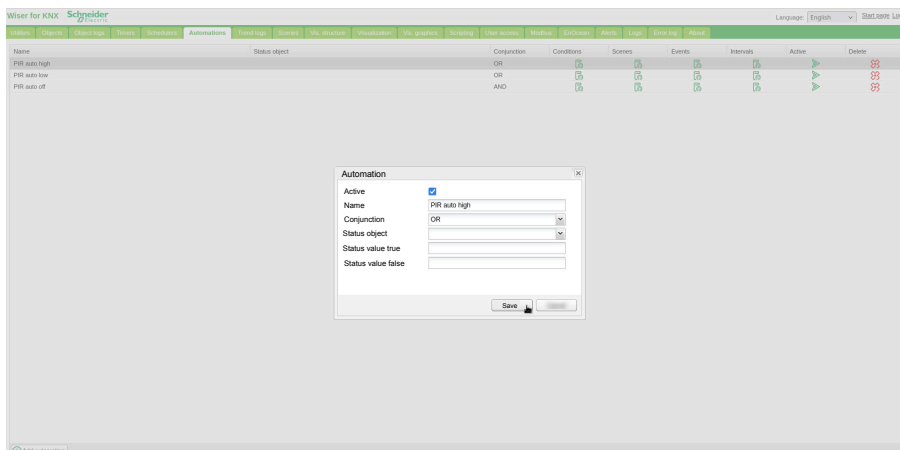 Wiser for KNX Schneider Electric Language: English Start page
Utilities Objects Object logs Timers Schedulers Automations Trend logs Scenes Vis. structure Visualization Vis. graphics Scripting User access Modbus EnOcean Alerts Logs Error log About
Name Status object Conjunction Conditions Scenes Events Intervals Active Delete
PIR auto high OR
PIR auto low OR
PIR auto off AND
Automation
Active
Name PIR auto high
Conjunction OR
Status object
Status value true
Status value false
Save